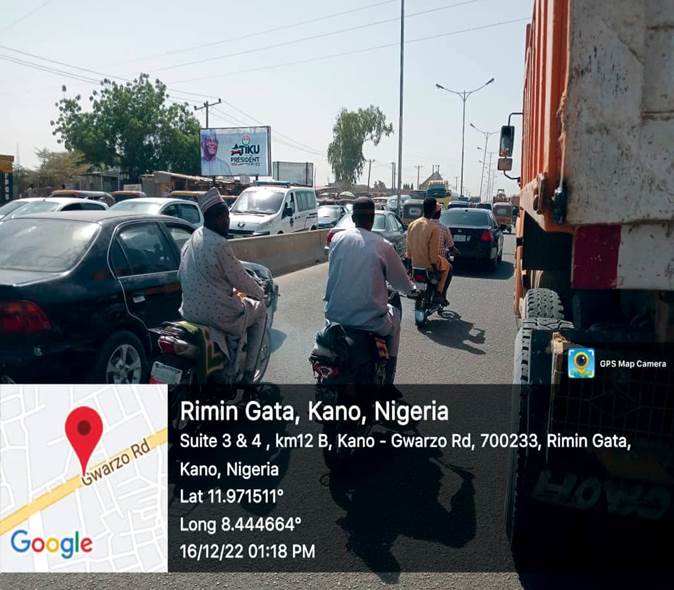 ATIKU
PRESIDENT
GPS Map Camera
Rimin Gata, Kano, Nigeria
Suite 3 & 4 , km12 B, Kano - Gwarzo Rd, 700233, Rimin Gata,
Kano, Nigeria
Lat 11.971511°
Long 8.444664°
16/12/22 01:18 PM
Gwarzo Rd
Google